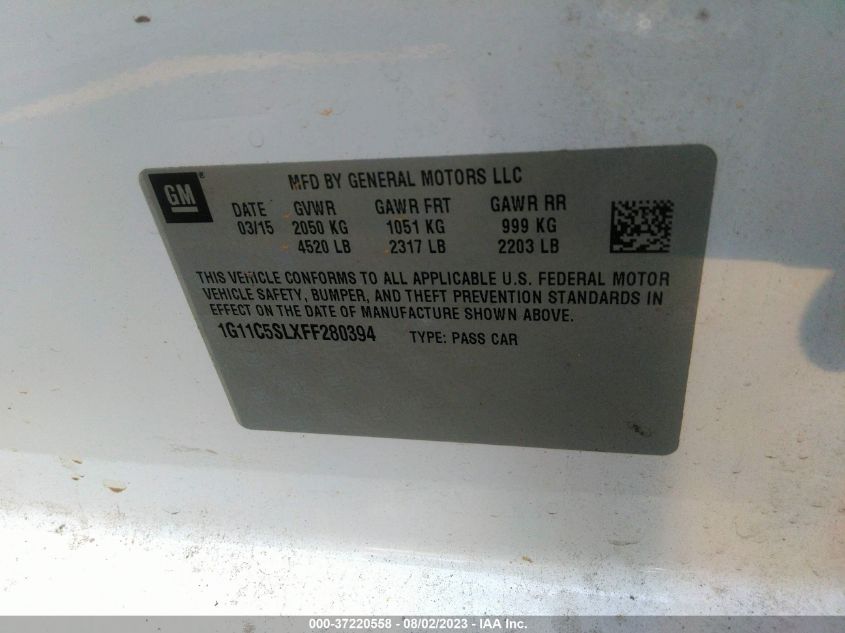 GM ®
MFD BY GENERAL MOTORS LLC
DATE GVWR GAWR FRT GAWR RR
03/15 2050 KG 1051 KG 999 KG
4520 LB 2317 LB 2203 LB
THIS VEHICLE CONFORMS TO ALL APPLICABLE U.S. FEDERAL MOTOR
VEHICLE SAFETY, BUMPER, AND THEFT PREVENTION STANDARDS IN
EFFECT ON THE DATE OF MANUFACTURE SHOWN ABOVE.
1G11C5SLXFF280394 TYPE: PASS CAR
000-37220558 - 08/02/2023 - IAA Inc.